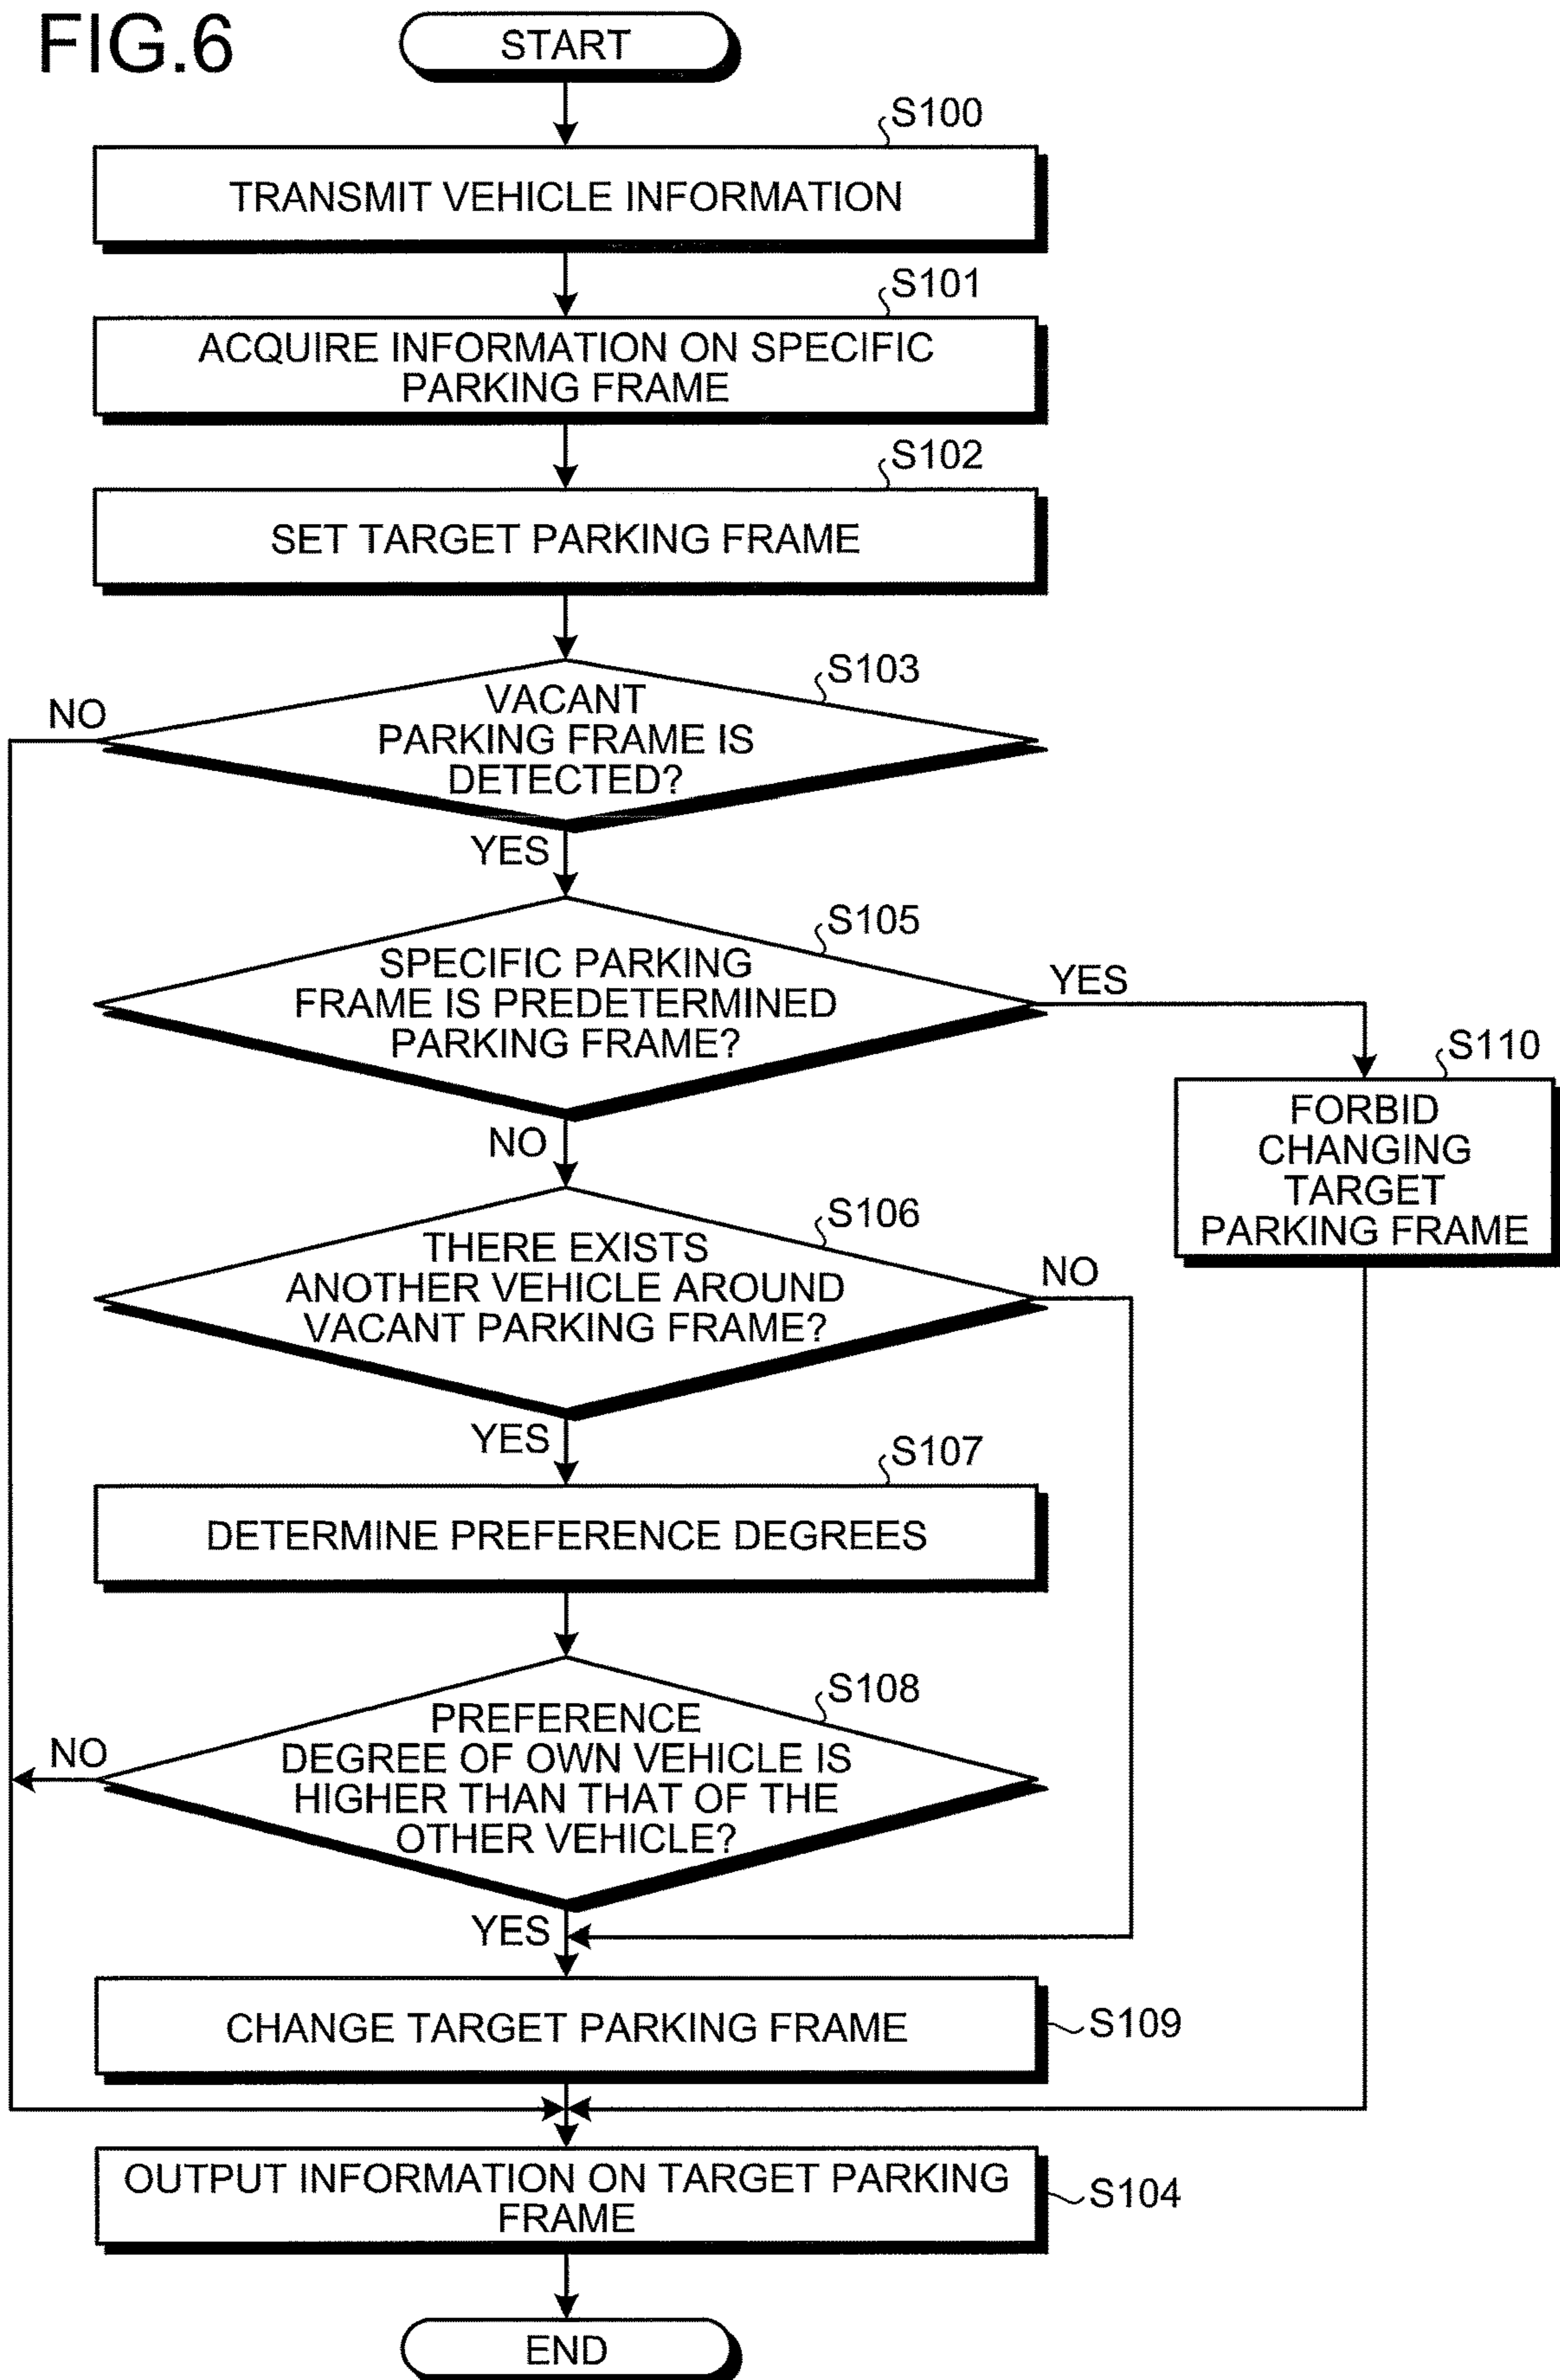 FIG.6
START
S100
TRANSMIT VEHICLE INFORMATION
S101
ACQUIRE INFORMATION ON SPECIFIC
PARKING FRAME
S102
SET TARGET PARKING FRAME
S103
NO
VACANT
PARKING FRAME IS
DETECTED?
YES
S105
SPECIFIC PARKING
FRAME IS PREDETERMINED
PARKING FRAME?
YES
S110
FORBID
CHANGING
TARGET
PARKING FRAME
NO
S106
THERE EXISTS
ANOTHER VEHICLE AROUND
VACANT PARKING FRAME?
NO
YES
S107
DETERMINE PREFERENCE DEGREES
S108
NO
PREFERENCE
DEGREE OF OWN VEHICLE IS
HIGHER THAN THAT OF THE
OTHER VEHICLE?
YES
CHANGE TARGET PARKING FRAME
S109
OUTPUT INFORMATION ON TARGET PARKING
FRAME
S104
END